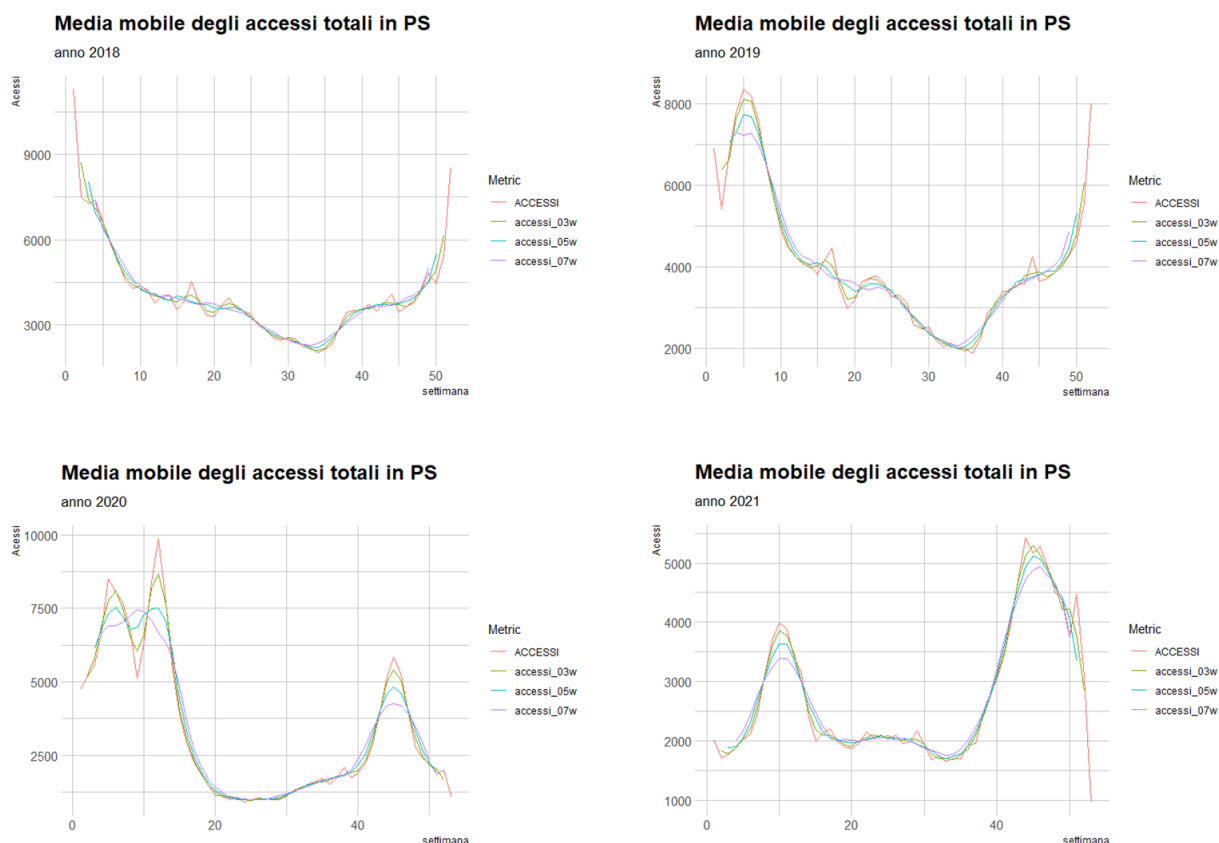 Media mobile degli accessi totali in PS
anno 2018
Acessi
9000
6000
3000
0 10 20 30 40 50
settimana
Metric
ACCESSI
accessi_03w
accessi_05w
accessi_07w
Media mobile degli accessi totali in PS
anno 2019
Acessi
8000
6000
4000
2000
0 10 20 30 40 50
settimana
Metric
ACCESSI
accessi_03w
accessi_05w
accessi_07w
Media mobile degli accessi totali in PS
anno 2020
Acessi
10000
7500
5000
2500
0 20 40
settimana
Metric
ACCESSI
accessi_03w
accessi_05w
accessi_07w
Media mobile degli accessi totali in PS
anno 2021
Acessi
5000
4000
3000
2000
1000
0 20 40
settimana
Metric
ACCESSI
accessi_03w
accessi_05w
accessi_07w